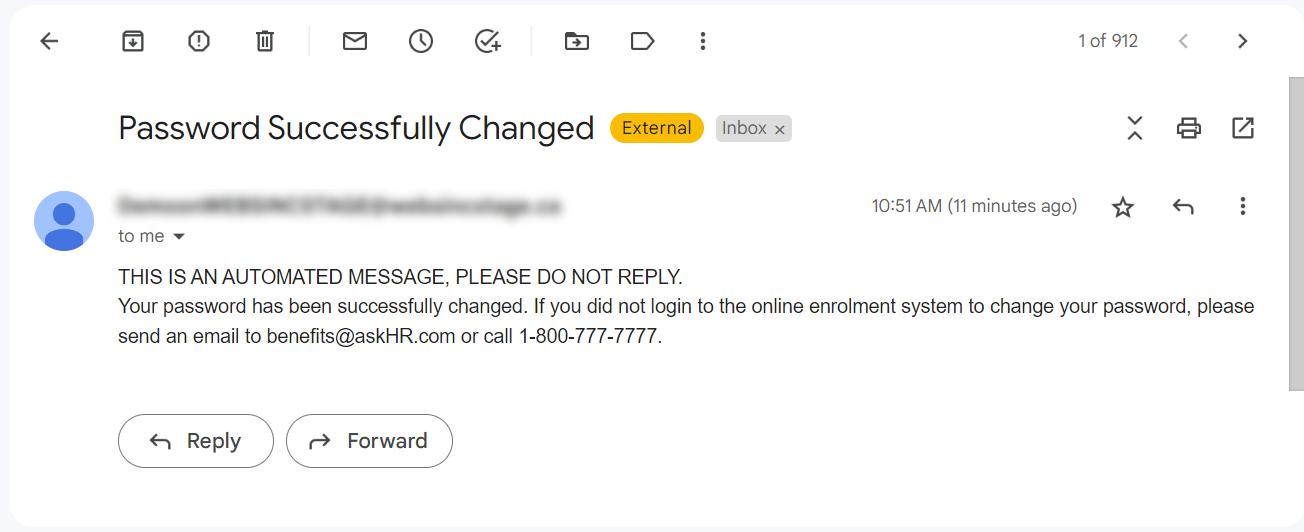 1 of 912
Password Successfully Changed External Inbox ×
10:51 AM (11 minutes ago)
to me
THIS IS AN AUTOMATED MESSAGE, PLEASE DO NOT REPLY.
Your password has been successfully changed. If you did not login to the online enrolment system to change your password, please
send an email to benefits@askHR.com or call 1-800-777-7777.
Reply Forward